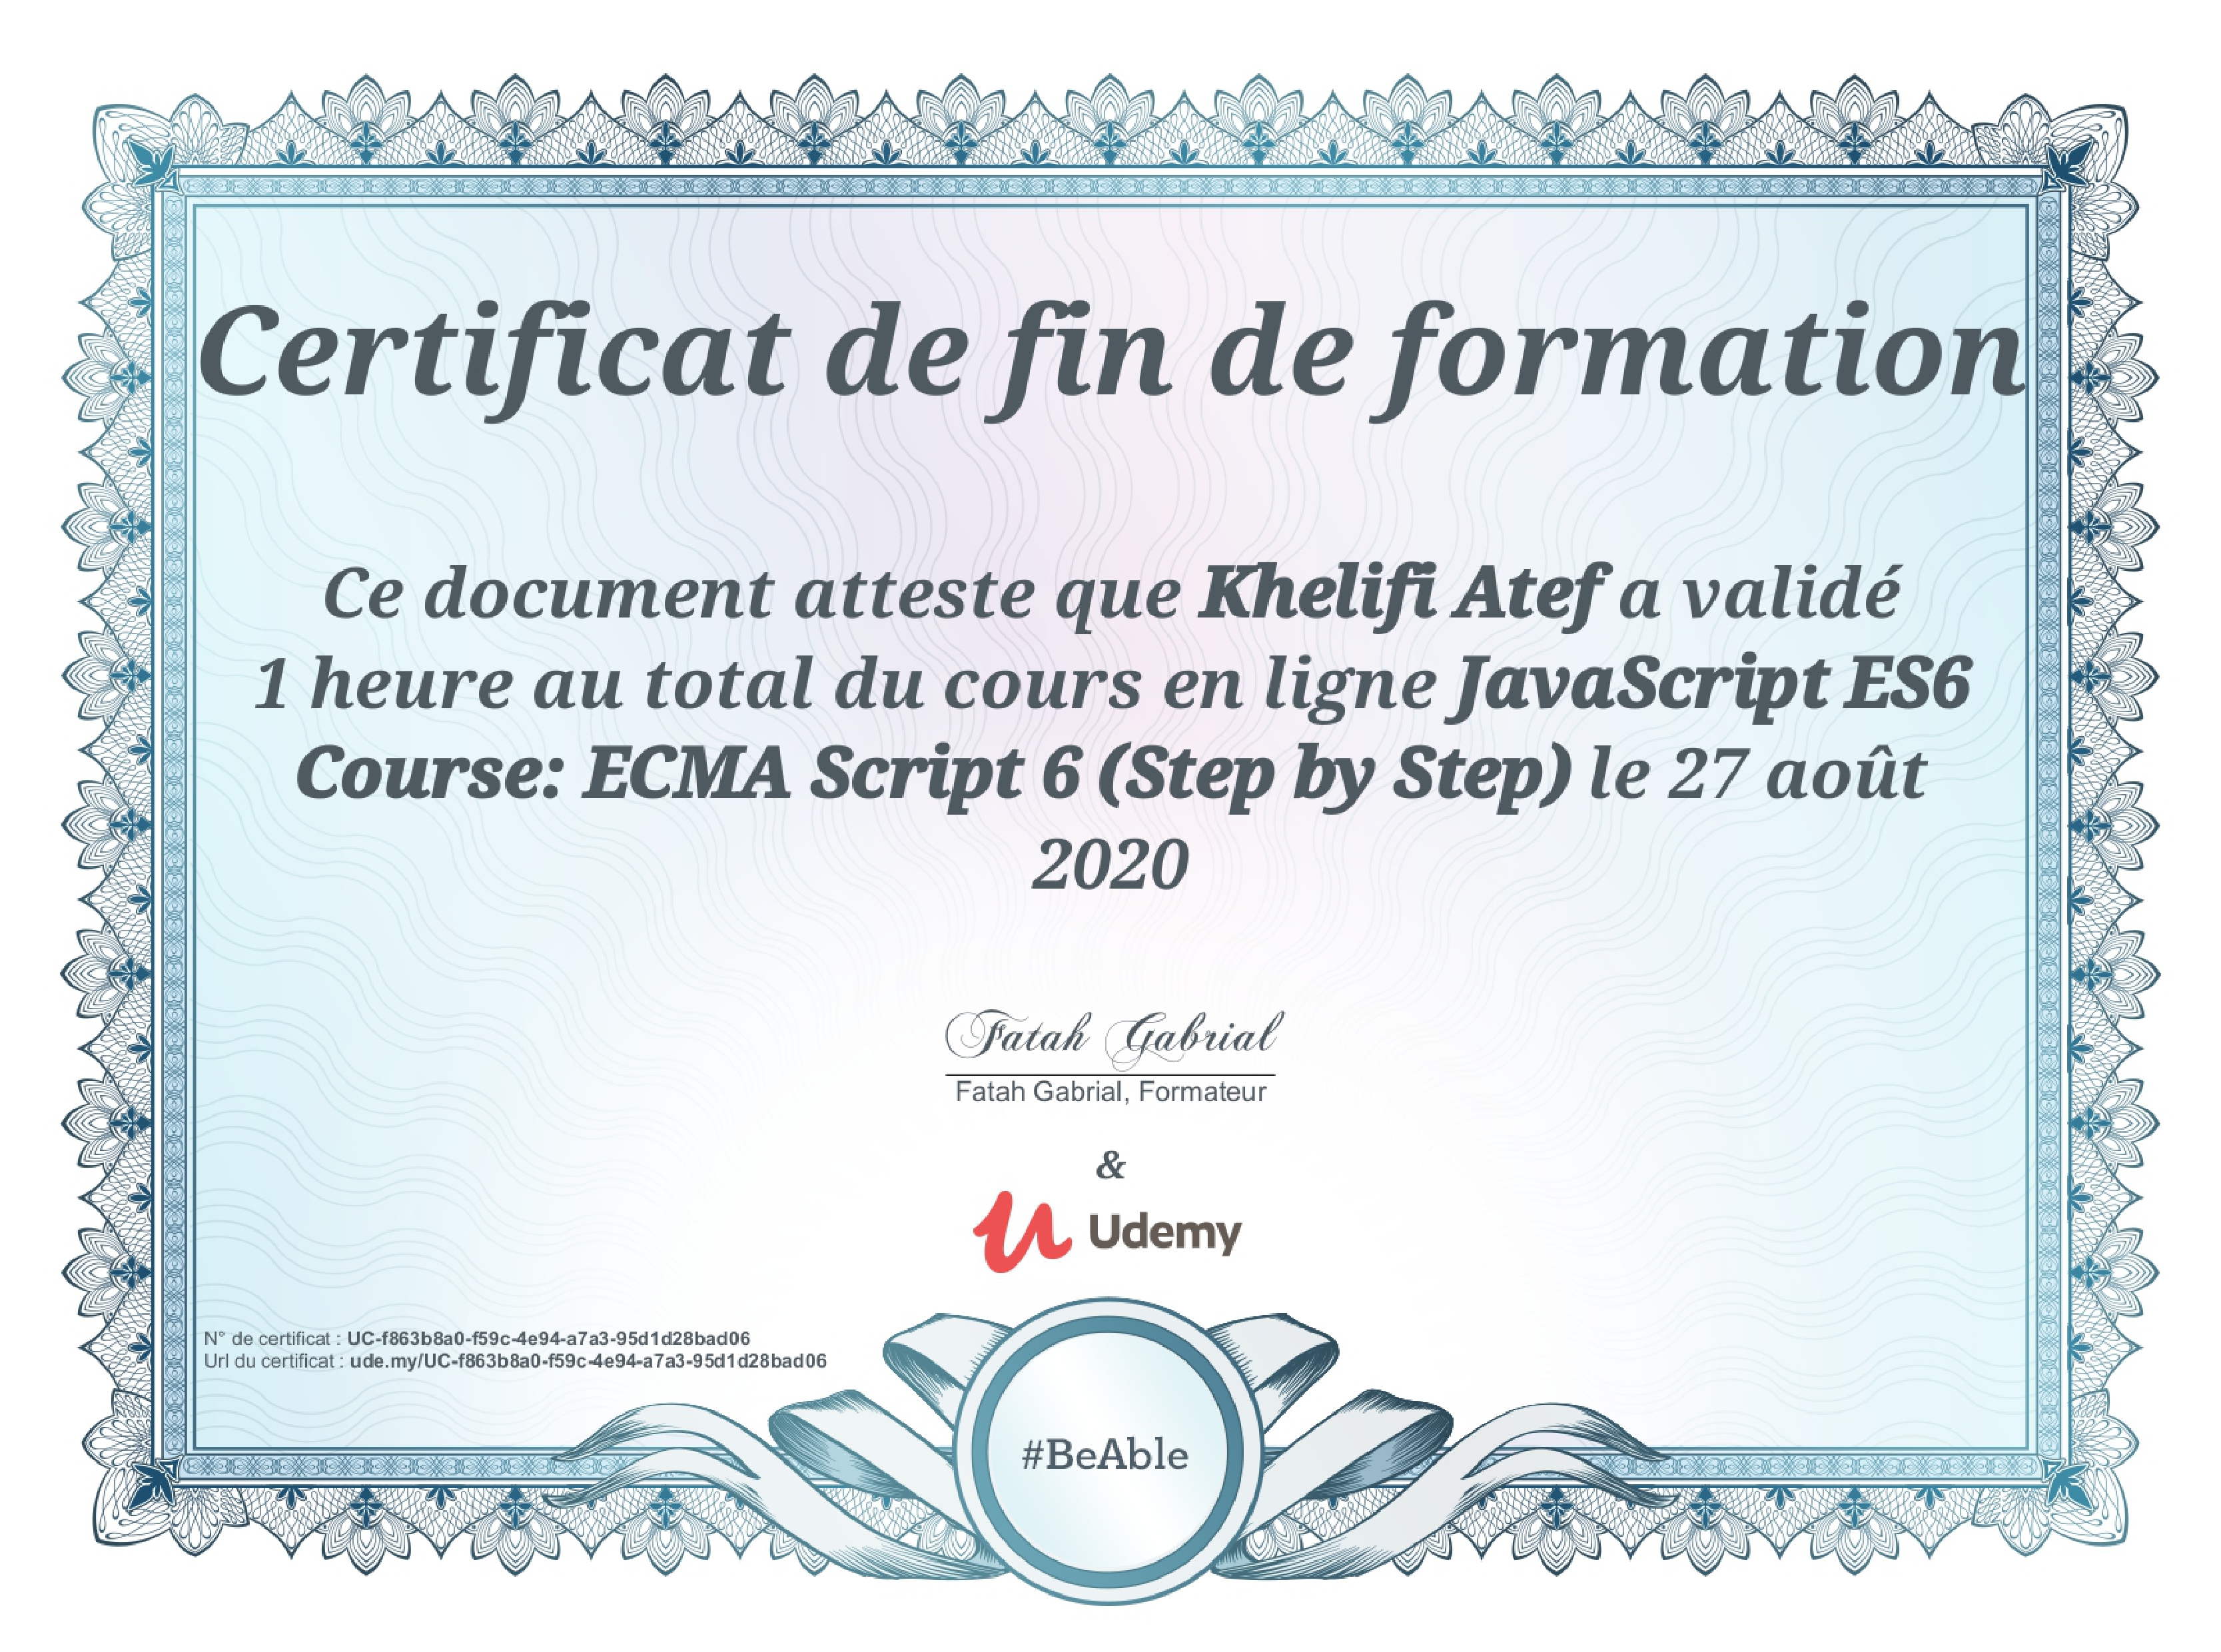 Certificat de fin de formation
Ce document atteste que Khelifi Atef a validé
1 heure au total du cours en ligne JavaScript ES6
Course: ECMA Script 6 (Step by Step) le 27 août
2020
Fatah Gabrial
Fatah Gabrial, Formateur
&
Udemy
N° de certificat : UC-f863b8a0-f59c-4e94-a7a3-95d1d28bad06
Url du certificat : ude.my/UC-f863b8a0-f59c-4e94-a7a3-95d1d28bad06
#BeAble